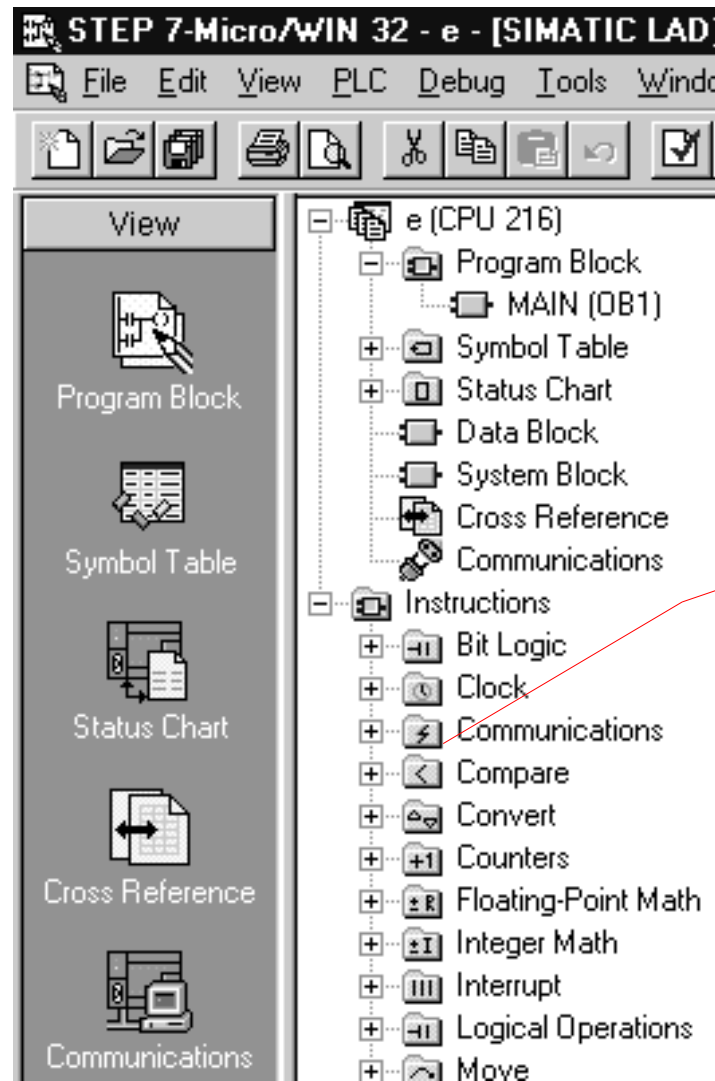 STEP 7-Micro/WIN 32 - e - [SIMATIC LAD]
File Edit View PLC Debug Tools Windo
View
Program Block
Symbol Table
Status Chart
Cross Reference
Communications
e (CPU 216)
Program Block
MAIN (OB1)
Symbol Table
Status Chart
Data Block
System Block
Cross Reference
Communications
Instructions
Bit Logic
Clock
Communications
Compare
Convert
Counters
Floating-Point Math
Integer Math
Interrupt
Logical Operations
Move